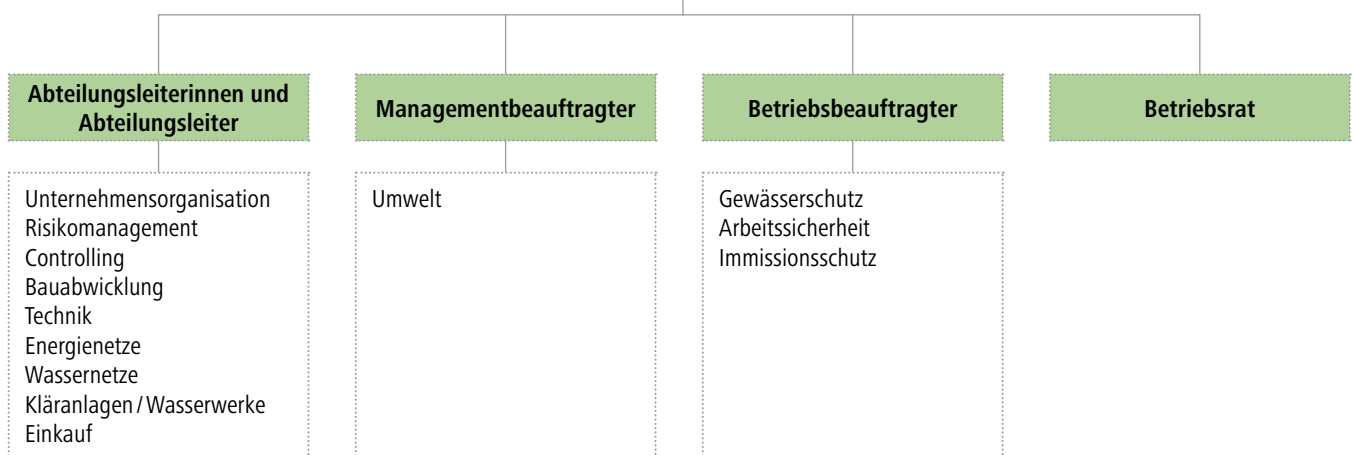 Abteilungsleiterinnen und
Abteilungsleiter
Managementbeauftragter
Betriebsbeauftragter
Betriebsrat
Unternehmensorganisation
Risikomanagement
Controlling
Bauabwicklung
Technik
Energienetze
Wassernetze
Kläranlagen / Wasserwerke
Einkauf
Umwelt
Gewässerschutz
Arbeitssicherheit
Immissionsschutz